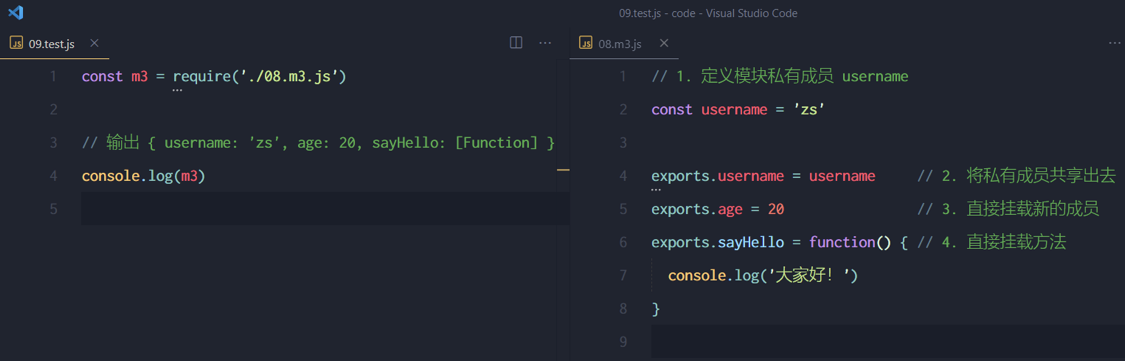 09.test.js - code - Visual Studio Code
JS 09.test.js
1 const m3 = require('./08.m3.js')
2
3 // 输出 { username: 'zs', age: 20, sayHello: [Function] }
4 console.log(m3)
5
JS 08.m3.js
1 // 1. 定义模块私有成员 username
2 const username = 'zs'
3
4 exports.username = username // 2. 将私有成员共享出去
5 exports.age = 20 // 3. 直接挂载新的成员
6 exports.sayHello = function() { // 4. 直接挂载方法
7 console.log('大家好！')
8 }
9